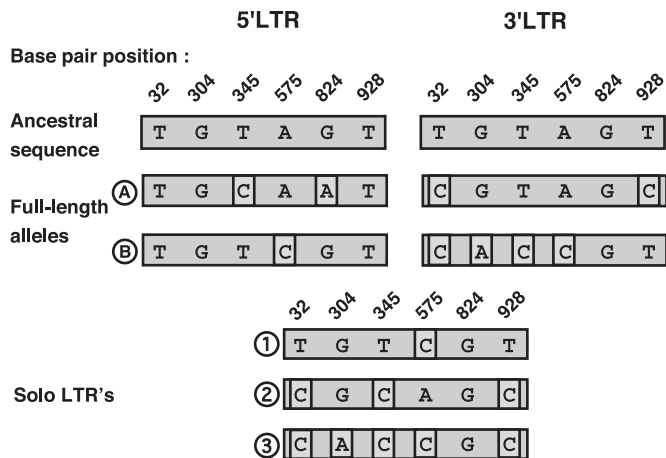 5'LTR 3'LTR
Base pair position :
32 304 345 575 824 928 32 304 345 575 824 928
Ancestral sequence T G T A G T T G T A G T
Full-length alleles
A T G C A A T C G T A G C
B T G T C G T C A C C G T
32 304 345 575 824 928
Solo LTR's
1 T G T C G T
2 C G C A G C
3 C A C C G C